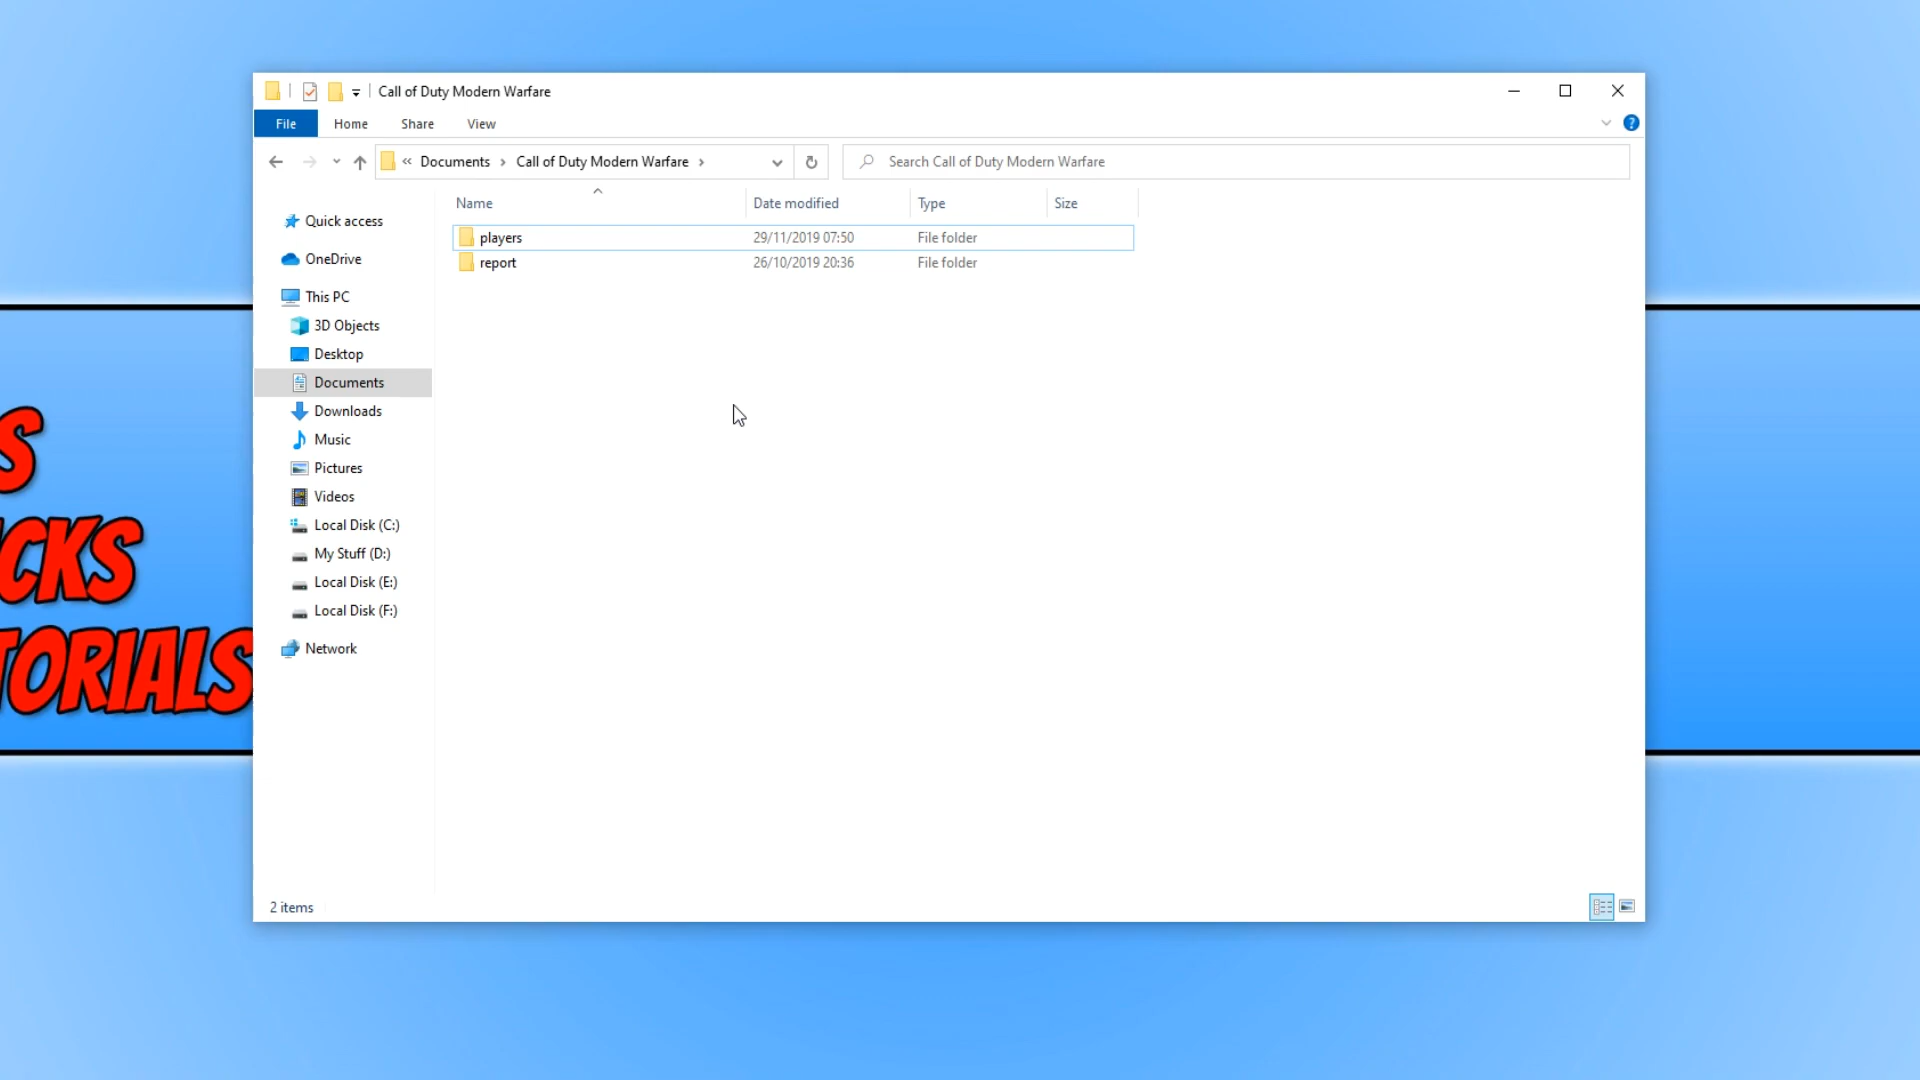 Call of Duty Modern Warfare
File Home Share View
« Documents › Call of Duty Modern Warfare ›
Search Call of Duty Modern Warfare
Name Date modified Type Size
players 29/11/2019 07:50 File folder
report 26/10/2019 20:36 File folder
Quick access
OneDrive
This PC
3D Objects
Desktop
Documents
Downloads
Music
Pictures
Videos
Local Disk (C:)
My Stuff (D:)
Local Disk (E:)
Local Disk (F:)
Network
2 items
S
CKS
TORIALS